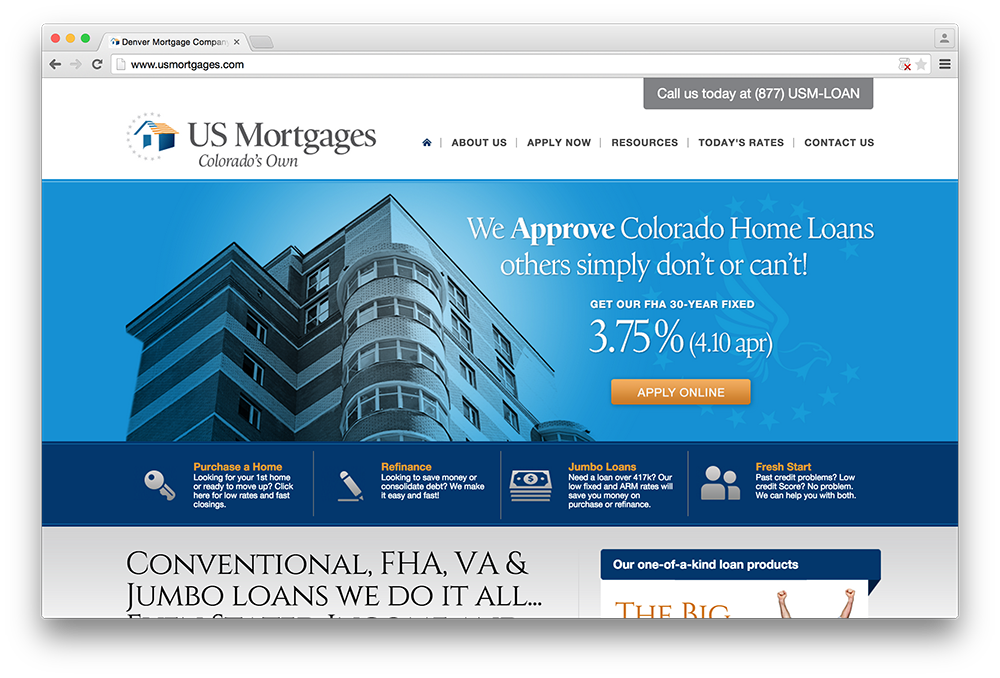 Denver Mortgage Company
www.usmortgages.com
Call us today at (877) USM-LOAN
US Mortgages
Colorado's Own
ABOUT US | APPLY NOW | RESOURCES | TODAY'S RATES | CONTACT US
We Approve Colorado Home Loans
others simply don't or can't!
GET OUR FHA 30-YEAR FIXED
3.75% (4.10 apr)
APPLY ONLINE
Purchase a Home
Looking for your 1st home
or ready to move up? Click
here for low rates and fast
closings.
Refinance
Looking to save money or
consolidate debt? We make
it easy and fast!
Jumbo Loans
Need a loan over 417k? Our
low fixed and ARM rates will
save you money on
purchase or refinance.
Fresh Start
Past credit problems? Low
credit Score? No problem.
We can help you with both.
Conventional, FHA, VA &
Jumbo loans we do it all...
Even Stated Income and
Our one-of-a-kind loan products
The Big